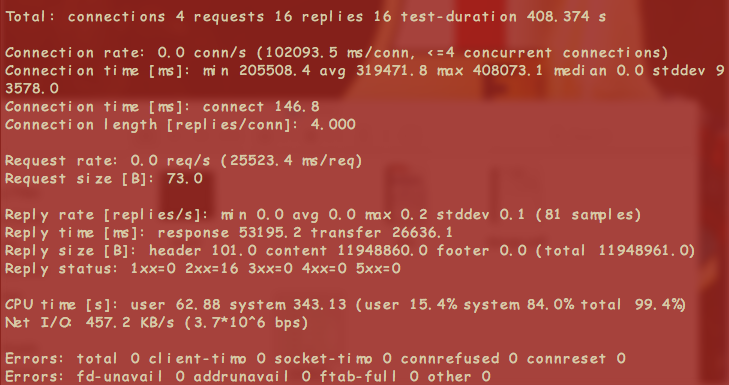 Total: connections 4 requests 16 replies 16 test-duration 408.374 s
Connection rate: 0.0 conn/s (102093.5 ms/conn, <=4 concurrent connections)
Connection time [ms]: min 205508.4 avg 319471.8 max 408073.1 median 0.0 stddev 9
3578.0
Connection time [ms]: connect 146.8
Connection length [replies/conn]: 4.000
Request rate: 0.0 req/s (25523.4 ms/req)
Request size [B]: 73.0
Reply rate [replies/s]: min 0.0 avg 0.0 max 0.2 stddev 0.1 (81 samples)
Reply time [ms]: response 53195.2 transfer 26636.1
Reply size [B]: header 101.0 content 11948860.0 footer 0.0 (total 11948961.0)
Reply status: 1xx=0 2xx=16 3xx=0 4xx=0 5xx=0
CPU time [s]: user 62.88 system 343.13 (user 15.4% system 84.0% total 99.4%)
Net I/O: 457.2 KB/s (3.7*10^6 bps)
Errors: total 0 client-timo 0 socket-timo 0 connrefused 0 connreset 0
Errors: fd-unavail 0 addrunavail 0 ftab-full 0 other 0